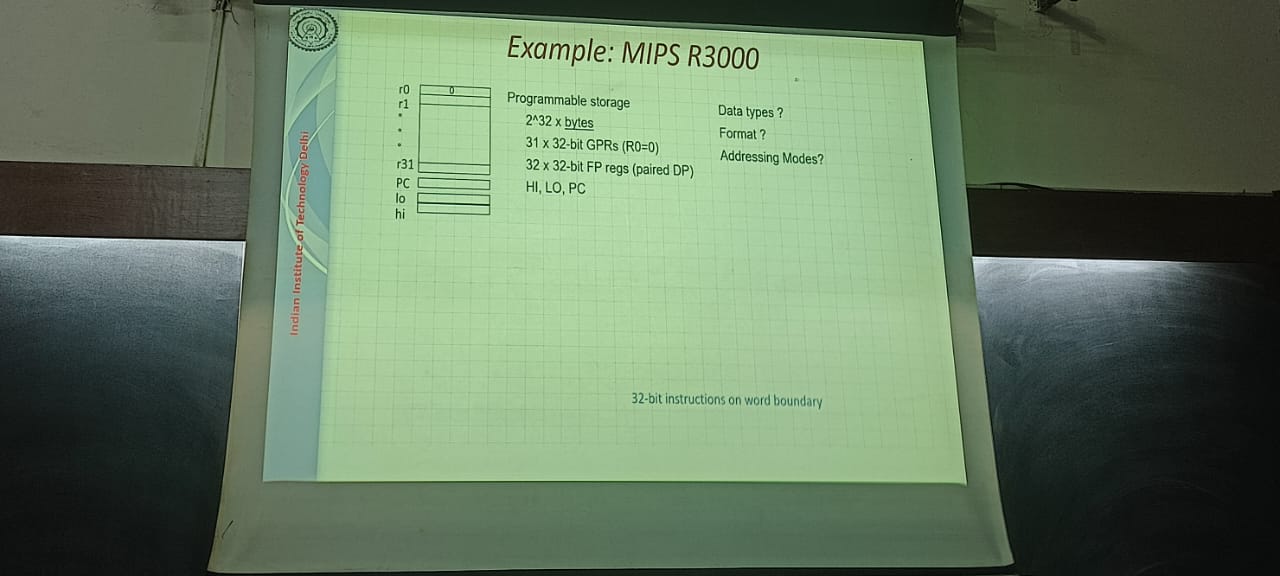 Example: MIPS R3000
r0
0
r1
r31
PC
lo
hi
Programmable storage
2^32 x bytes
31 x 32-bit GPRs (R0=0)
32 x 32-bit FP regs (paired DP)
HI, LO, PC
Data types ?
Format ?
Addressing Modes?
32-bit instructions on word boundary
Indian Institute of Technology Delhi